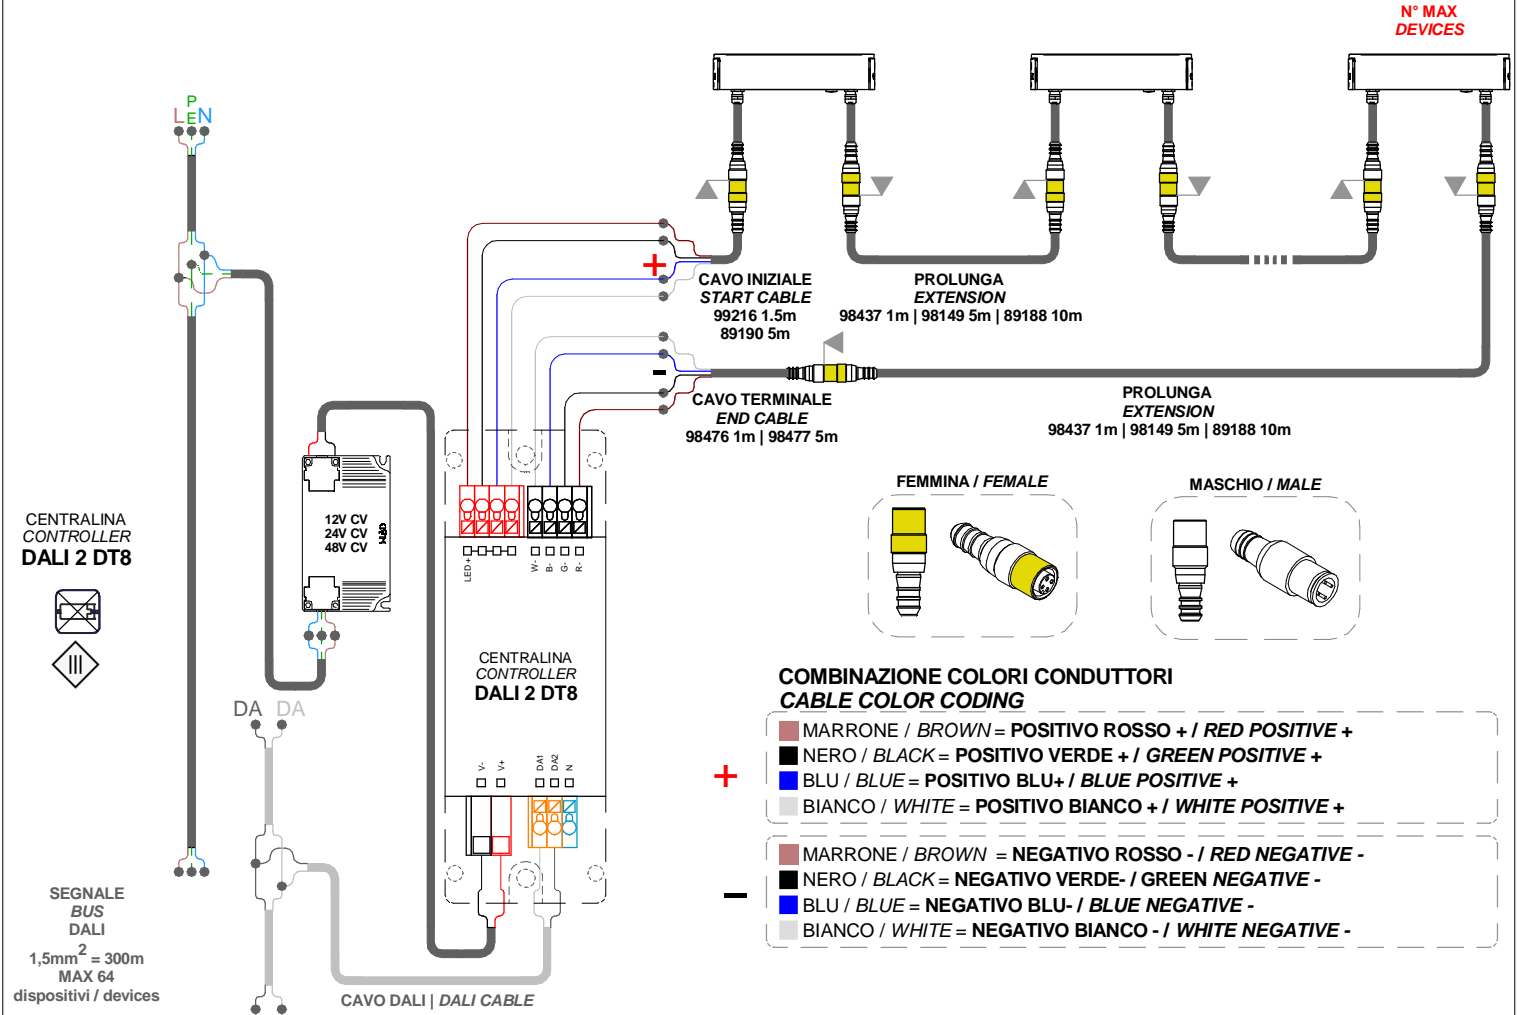 N° MAX
DEVICES
L
P
E
N
CAVO INIZIALE
START CABLE
99216 1.5m
89190 5m
PROLUNGA
EXTENSION
98437 1m | 98149 5m | 89188 10m
+
-
CAVO TERMINALE
END CABLE
98476 1m | 98477 5m
PROLUNGA
EXTENSION
98437 1m | 98149 5m | 89188 10m
FEMMINA / FEMALE
MASCHIO / MALE
12V CV
24V CV
48V CV
CENTRALINA
CONTROLLER
DALI 2 DT8
LED+
W-
B-
G-
R-
CENTRALINA
CONTROLLER
DALI 2 DT8
V-
V+
DA1
DA2
N
DA DA
SEGNALE
BUS
DALI
1,5mm2 = 300m
MAX 64
dispositivi / devices
CAVO DALI | DALI CABLE
COMBINAZIONE COLORI CONDUTTORI
CABLE COLOR CODING
+
MARRONE / BROWN = POSITIVO ROSSO + / RED POSITIVE +
NERO / BLACK = POSITIVO VERDE + / GREEN POSITIVE +
BLU / BLUE = POSITIVO BLU+ / BLUE POSITIVE +
BIANCO / WHITE = POSITIVO BIANCO + / WHITE POSITIVE +
-
MARRONE / BROWN = NEGATIVO ROSSO - / RED NEGATIVE -
NERO / BLACK = NEGATIVO VERDE- / GREEN NEGATIVE -
BLU / BLUE = NEGATIVO BLU- / BLUE NEGATIVE -
BIANCO / WHITE = NEGATIVO BIANCO - / WHITE NEGATIVE -